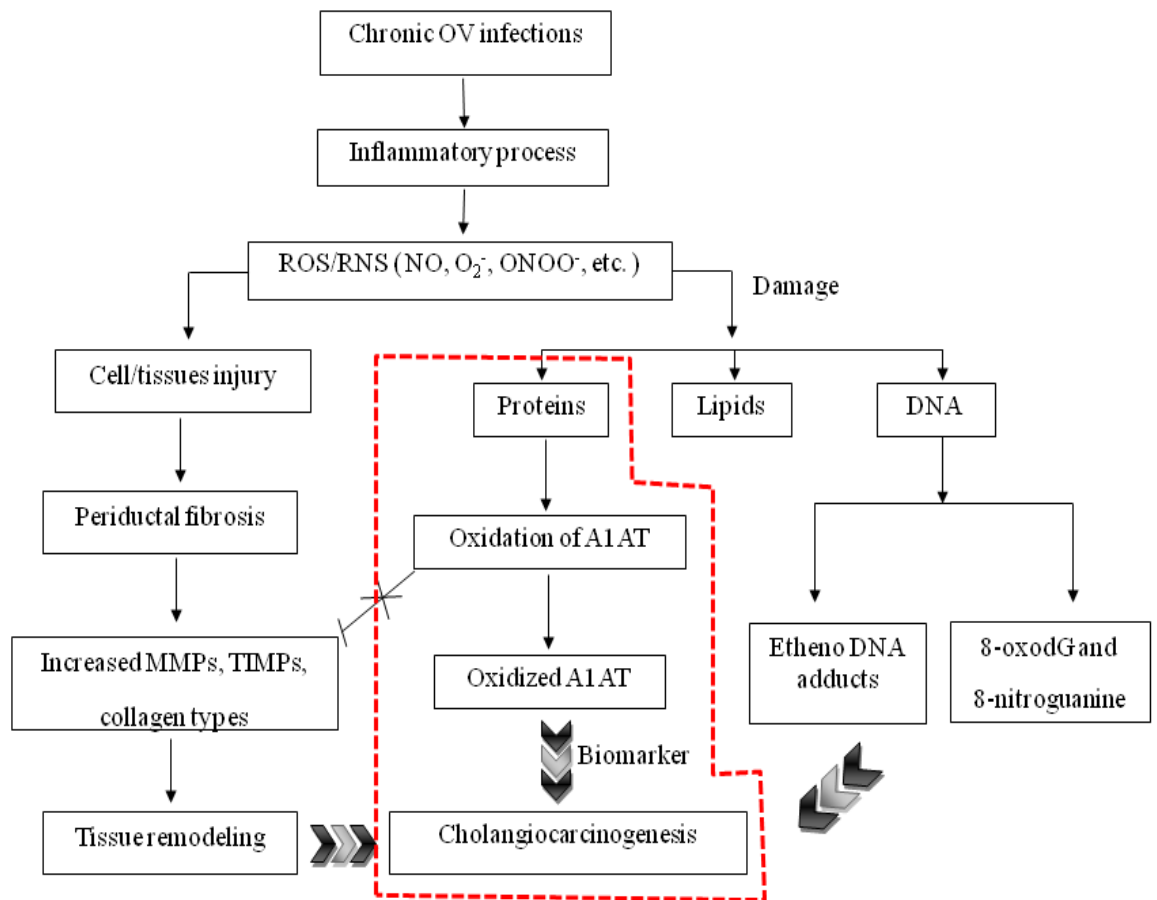 Chronic OV infections
Inflammatory process
ROS/RNS ( NO, O₂⁻, ONOO⁻, etc. )
Damage
Cell/tissues injury
Proteins
Lipids
DNA
Periductal fibrosis
Oxidation of A1AT
Increased MMPs, TIMPs,
collagen types
Oxidized A1AT
Etheno DNA
adducts
8-oxodGand
8-nitroguanine
Biomarker
Tissue remodeling
Cholangiocarcinogenesis